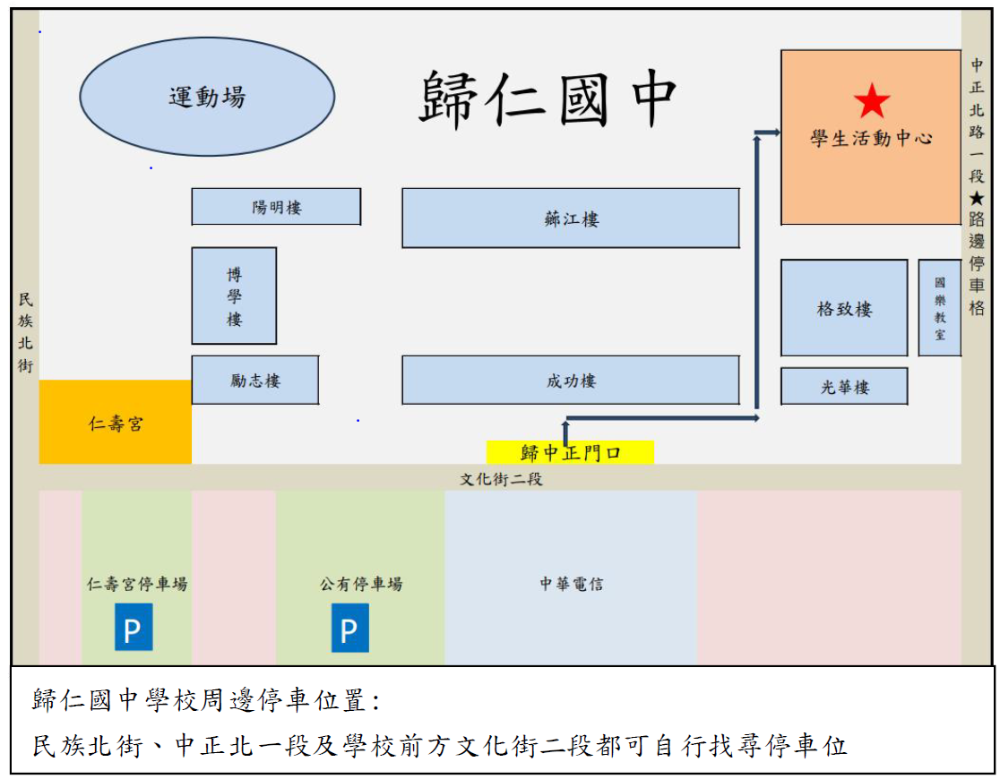 歸仁國中
運動場
學生活動中心
中正北路一段★路邊停車格
陽明樓
薌江樓
博學樓
格致樓
國樂教室
民族北街
勵志樓
成功樓
光華樓
仁壽宮
歸中正門口
文化街二段
仁壽宮停車場
P
公有停車場
P
中華電信
歸仁國中學校周邊停車位置:
民族北街、中正北一段及學校前方文化街二段都可自行找尋停車位